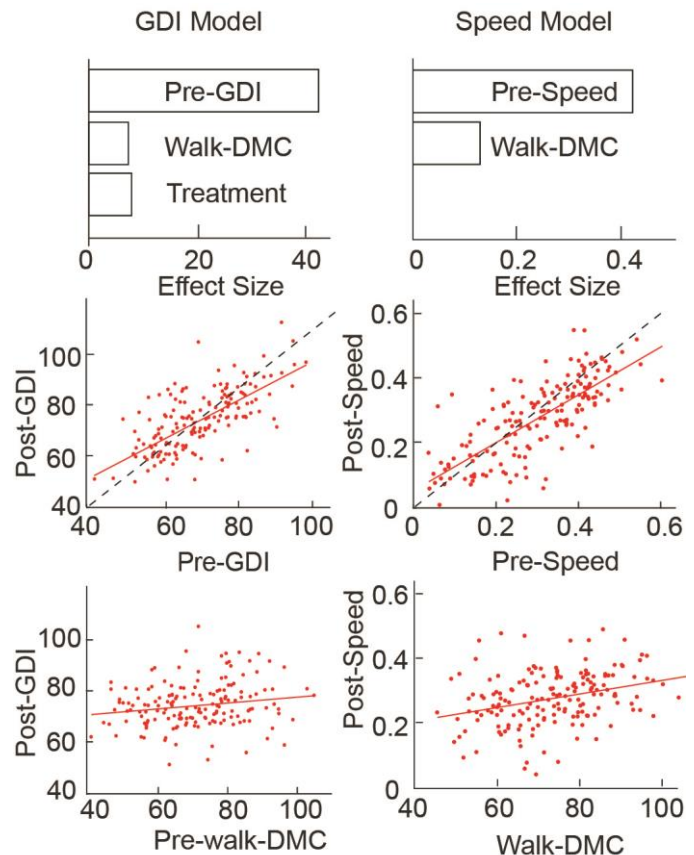 GDI Model
Speed Model
Pre-GDI
Walk-DMC
Treatment
0
20
40
Effect Size
Pre-Speed
Walk-DMC
0
0.2
0.4
Effect Size
Post-GDI
100
80
60
40
40
60
80
100
Pre-GDI
Post-Speed
0.6
0.4
0.2
0
0
0.2
0.4
0.6
Pre-Speed
Post-GDI
100
80
60
40
40
60
80
100
Pre-walk-DMC
Post-Speed
0.6
0.4
0.2
0
40
60
80
100
Walk-DMC